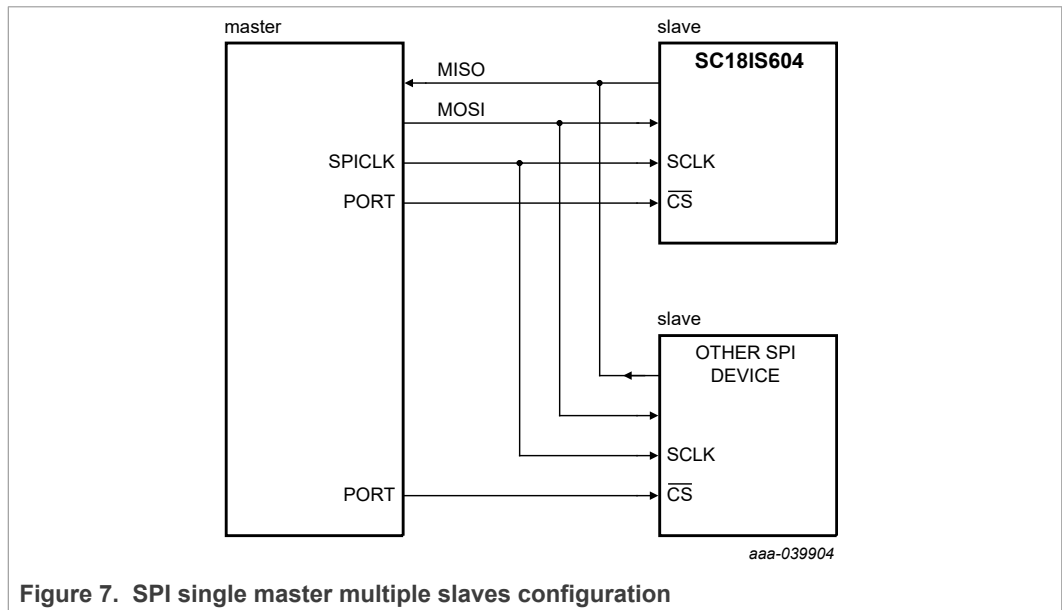 master
slave
SC18IS604
MISO
MOSI
SPICLK
SCLK
PORT
CS
slave
OTHER SPI
DEVICE
SCLK
PORT
CS
aaa-039904
Figure 7. SPI single master multiple slaves configuration